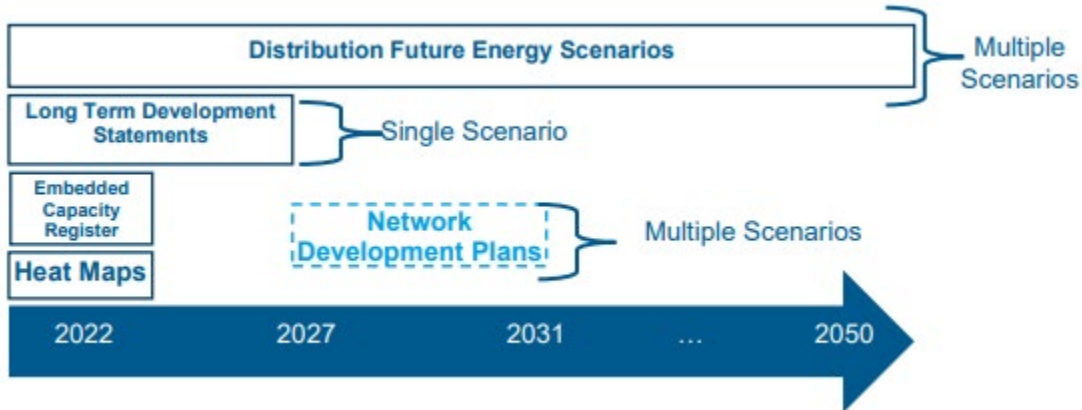 Distribution Future Energy Scenarios
Multiple
Scenarios
Long Term Development
Statements
Single Scenario
Embedded
Capacity
Register
Network
Development Plans
Multiple Scenarios
Heat Maps
2022 2027 2031 ... 2050